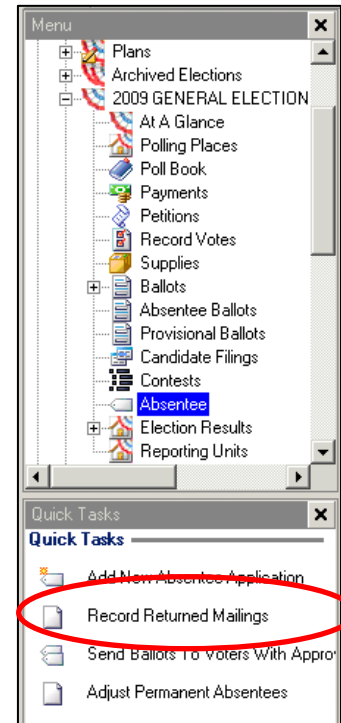 Menu
Plans
Archived Elections
2009 GENERAL ELECTION
At A Glance
Polling Places
Poll Book
Payments
Petitions
Record Votes
Supplies
Ballots
Absentee Ballots
Provisional Ballots
Candidate Filings
Contests
Absentee
Election Results
Reporting Units
Quick Tasks
Quick Tasks
Add New Absentee Application
Record Returned Mailings
Send Ballots To Voters With Approv
Adjust Permanent Absentees